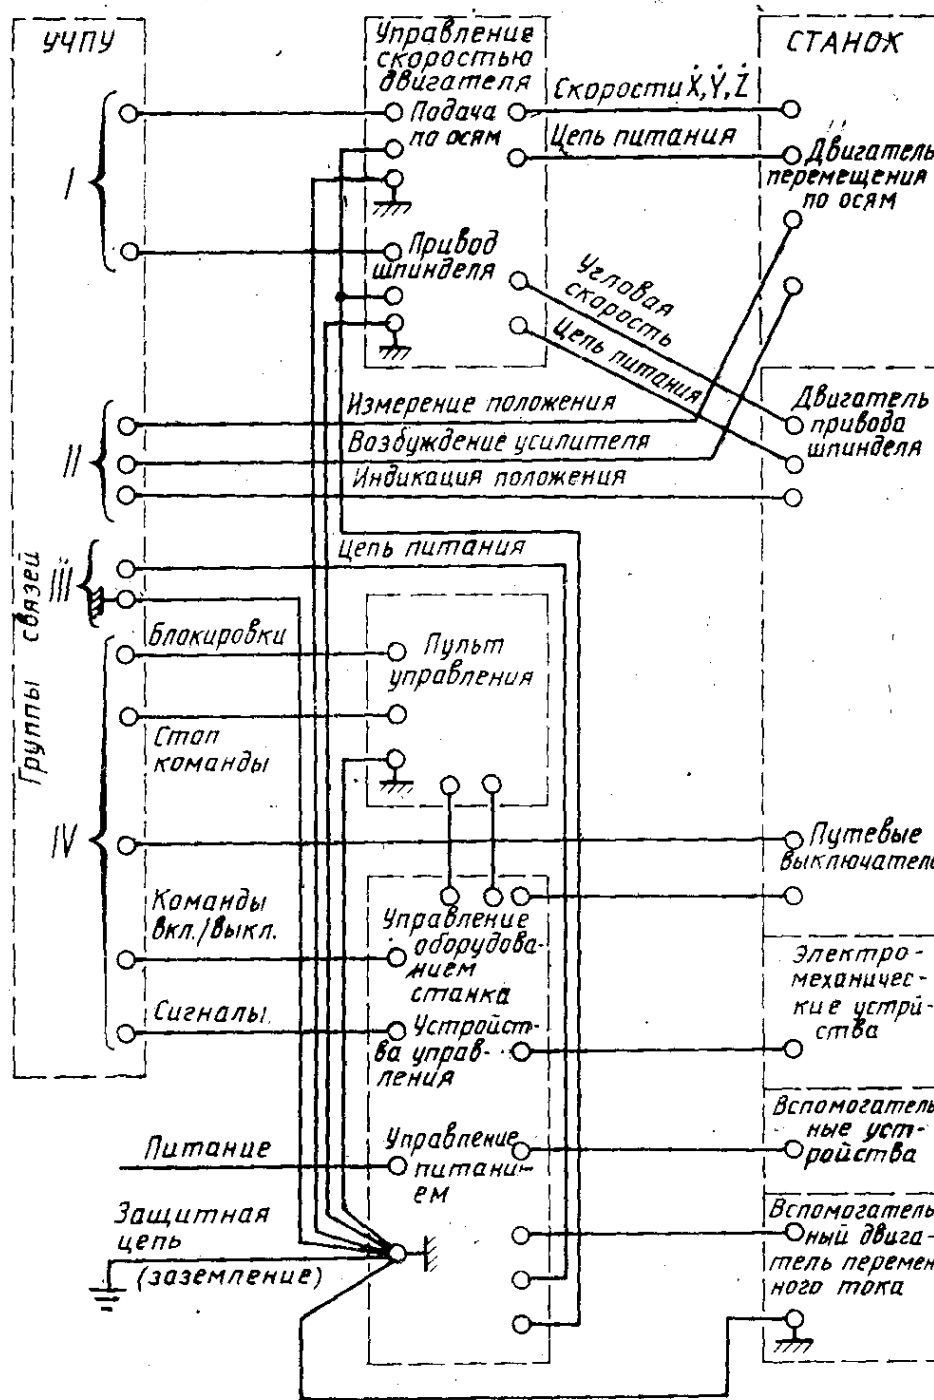 УЧПУ
Управление
скоростью
двигателя
Подача
по осям
Привод
шпинделя
Скорости Ẋ, Ẏ, Ż
Цепь питания
Угловая
скорость
Цепь питания
СТАНОК
Двигатель
перемещения
по осям
Двигатель
привода
шпинделя
I
II
III
IV
Группы связей
Измерение положения
Возбуждение усилителя
Индикация положения
Цепь питания
Блокировки
Стоп
команды
Пульт
управления
Путевые
выключатели
Команды
вкл./выкл.
Управление
оборудова-
нием
станка
Электро-
механичес-
кие устрй-
ства
Сигналы
Устройст-
ва управ-
ления
Питание
Управление
питани-
ем
Вспомогатель
ные уст-
ройства
Защитная
цепь
(заземление)
Вспомогатель
ный двига-
тель перемен
ного тока